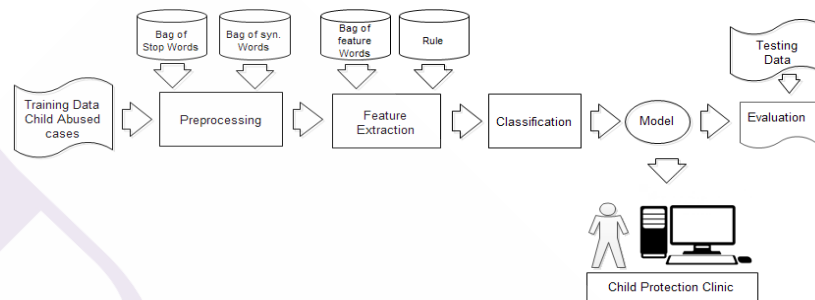 Bag of
Stop Words
Bag of syn.
Words
Bag of
feature
Words
Rule
Testing
Data
Training Data
Child Abused
cases
Preprocessing
Feature
Extraction
Classification
Model
Evaluation
Child Protection Clinic